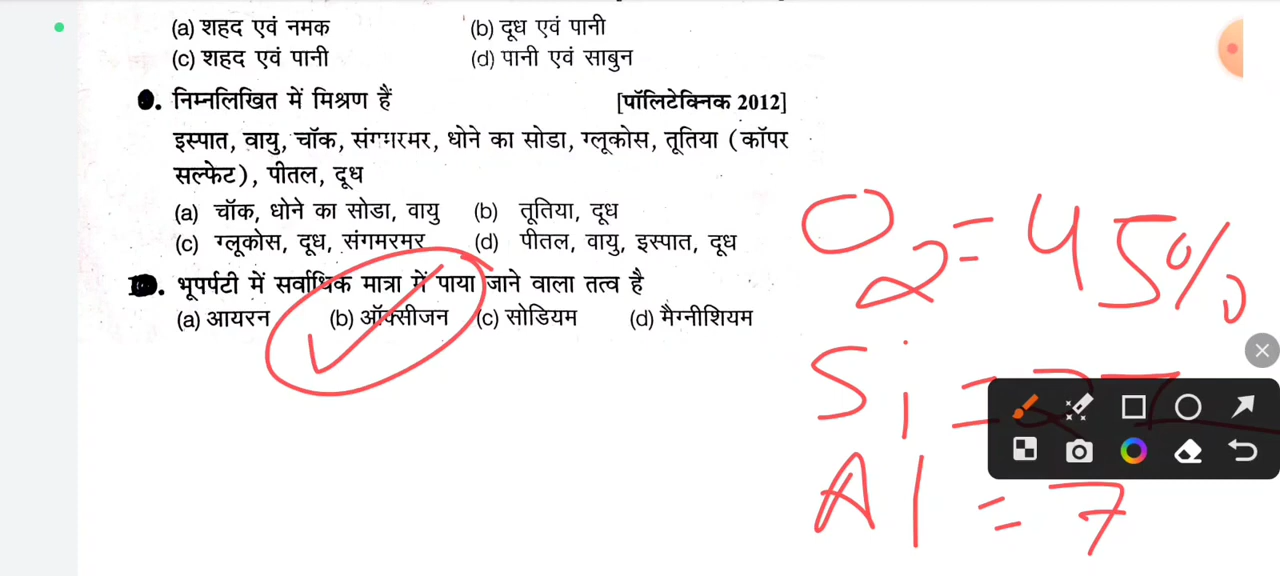 (a) शहद एवं नमक (b) दूध एवं पानी
(c) शहद एवं पानी (d) पानी एवं साबुन
निम्नलिखित में मिश्रण हैं [पॉलिटेक्निक 2012]
इस्पात, वायु, चॉक, संगमरमर, धोने का सोडा, ग्लूकोस, तूतिया (कॉपर
सल्फेट), पीतल, दूध
(a) चॉक, धोने का सोडा, वायु (b) तूतिया, दूध
(c) ग्लूकोस, दूध, संगमरमर (d) पीतल, वायु, इस्पात, दूध
भूपर्पटी में सर्वाधिक मात्रा में पाया जाने वाला तत्व है
(a) आयरन (b) ऑक्सीजन (c) सोडियम (d) मैग्नीशियम
O2 = 45%
Si = 27
Al = 7